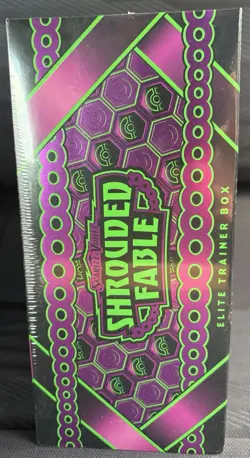 SHROUDED
FABLE
ELITE TRAINER BOX